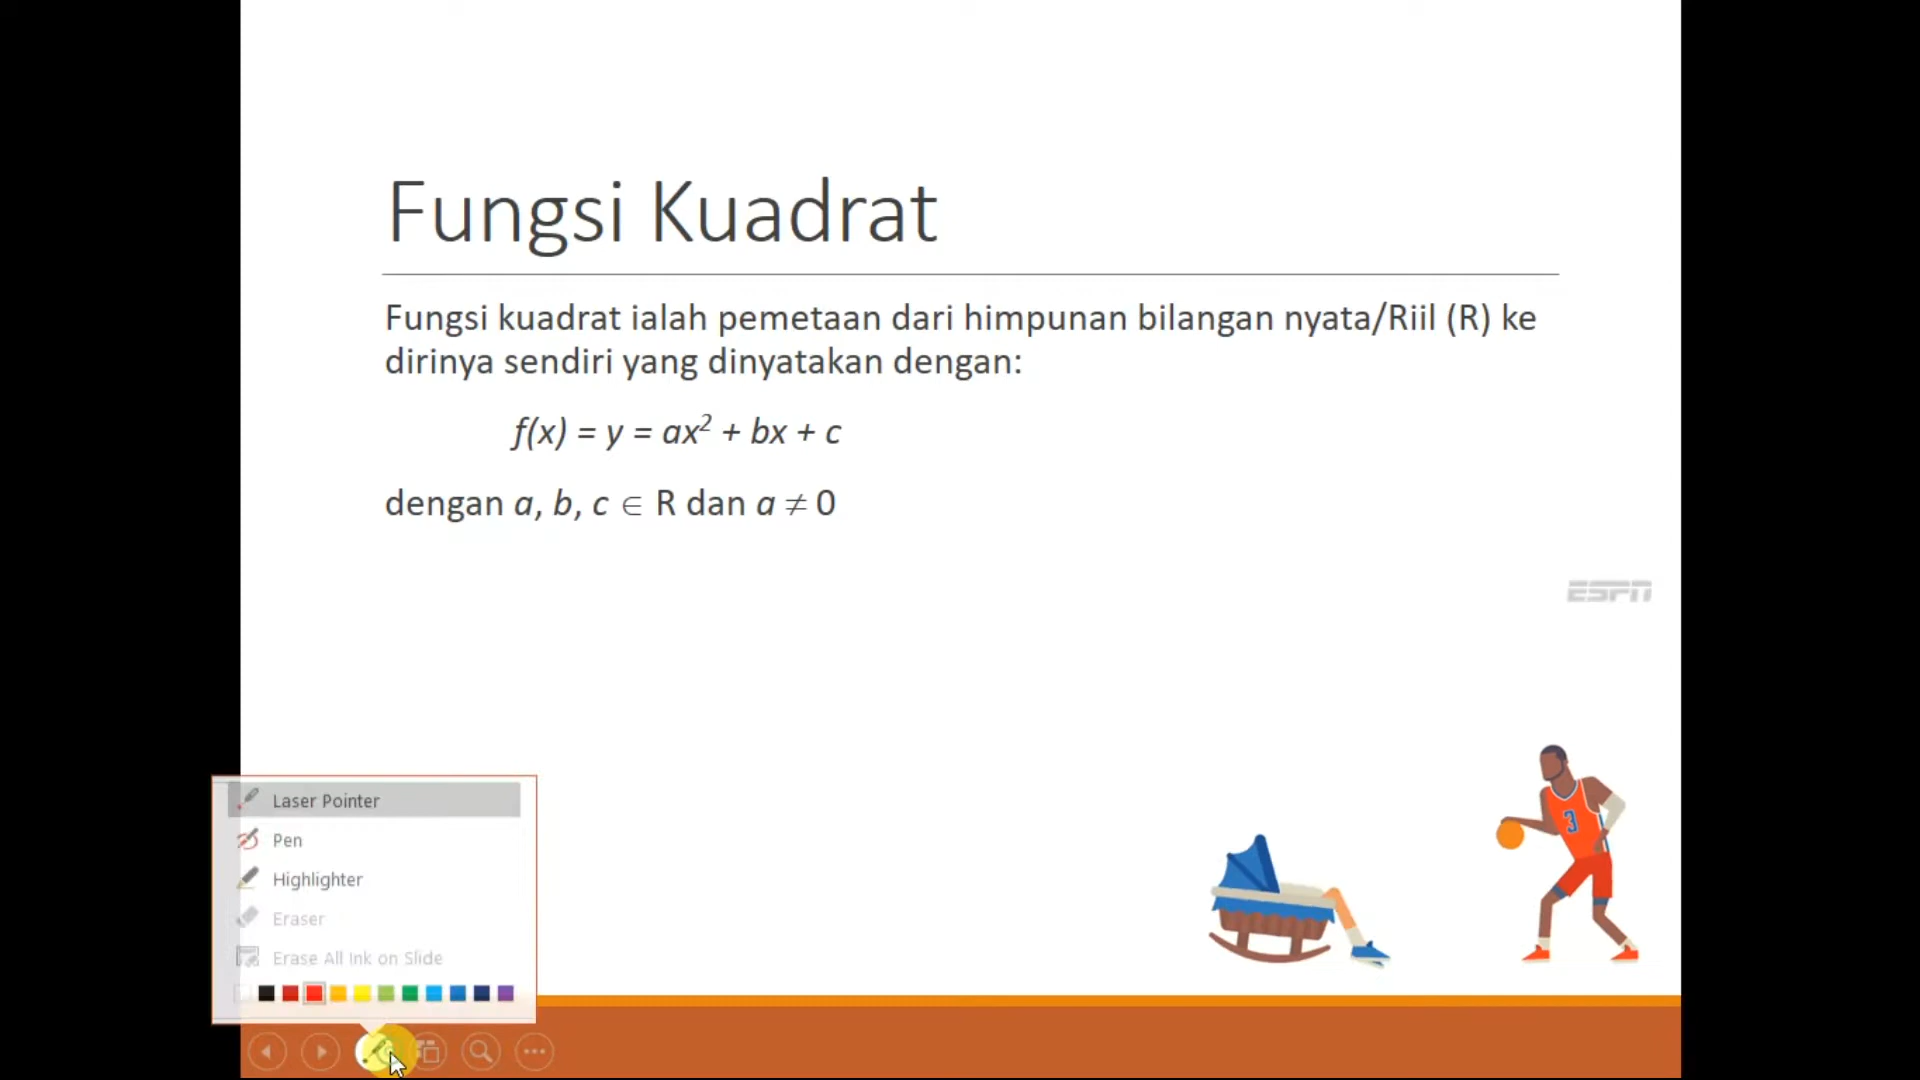 Fungsi Kuadrat
Fungsi kuadrat ialah pemetaan dari himpunan bilangan nyata/Riil (R) ke
dirinya sendiri yang dinyatakan dengan:
f(x) = y = ax² + bx + c
dengan a, b, c ∈ R dan a ≠ 0
ESPN
3
Laser Pointer
Pen
Highlighter
Eraser
Erase All Ink on Slide